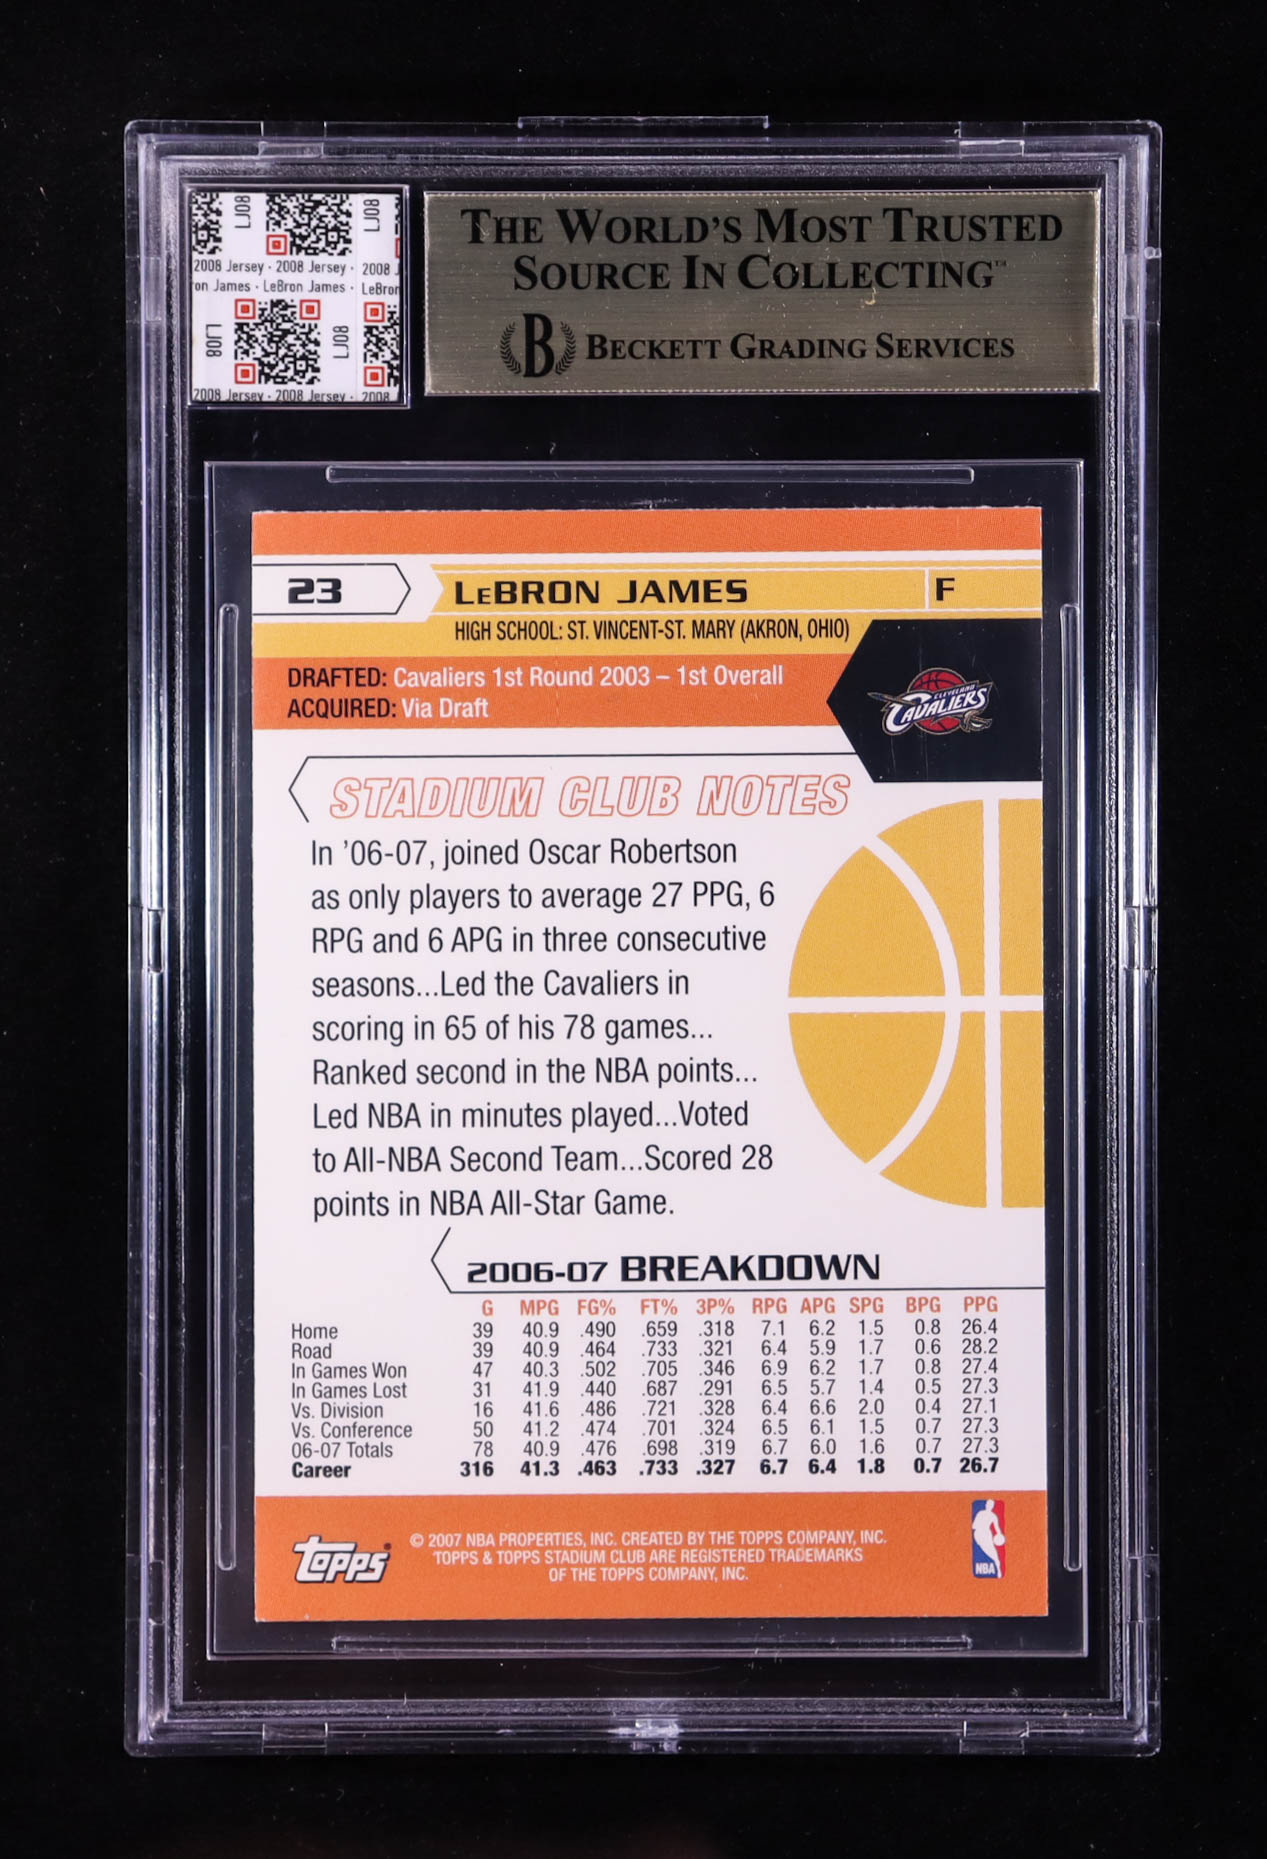 LJ08
LJ08
2008 Jersey · 2008 Jersey · 2008 J
on James · LeBron James · LeBron
LJ08
LJ08
2008 Jersey · 2008 Jersey · 2008
THE WORLD'S MOST TRUSTED
SOURCE IN COLLECTING™
B BECKETT GRADING SERVICES
23 LEBRON JAMES F
HIGH SCHOOL: ST. VINCENT-ST. MARY (AKRON, OHIO)
DRAFTED: Cavaliers 1st Round 2003 – 1st Overall
ACQUIRED: Via Draft
CLEVELAND
CAVALIERS
STADIUM CLUB NOTES
In '06-07, joined Oscar Robertson
as only players to average 27 PPG, 6
RPG and 6 APG in three consecutive
seasons...Led the Cavaliers in
scoring in 65 of his 78 games...
Ranked second in the NBA points...
Led NBA in minutes played...Voted
to All-NBA Second Team...Scored 28
points in NBA All-Star Game.
2006-07 BREAKDOWN
G MPG FG% FT% 3P% RPG APG SPG BPG PPG
Home 39 40.9 .490 .659 .318 7.1 6.2 1.5 0.8 26.4
Road 39 40.9 .464 .733 .321 6.4 5.9 1.7 0.6 28.2
In Games Won 47 40.3 .502 .705 .346 6.9 6.2 1.7 0.8 27.4
In Games Lost 31 41.9 .440 .687 .291 6.5 5.7 1.4 0.5 27.3
Vs. Division 16 41.6 .486 .721 .328 6.4 6.6 2.0 0.4 27.1
Vs. Conference 50 41.2 .474 .701 .324 6.5 6.1 1.5 0.7 27.3
06-07 Totals 78 40.9 .476 .698 .319 6.7 6.0 1.6 0.7 27.3
Career 316 41.3 .463 .733 .327 6.7 6.4 1.8 0.7 26.7
topps
© 2007 NBA PROPERTIES, INC. CREATED BY THE TOPPS COMPANY, INC.
TOPPS & TOPPS STADIUM CLUB ARE REGISTERED TRADEMARKS
OF THE TOPPS COMPANY, INC.
NBA